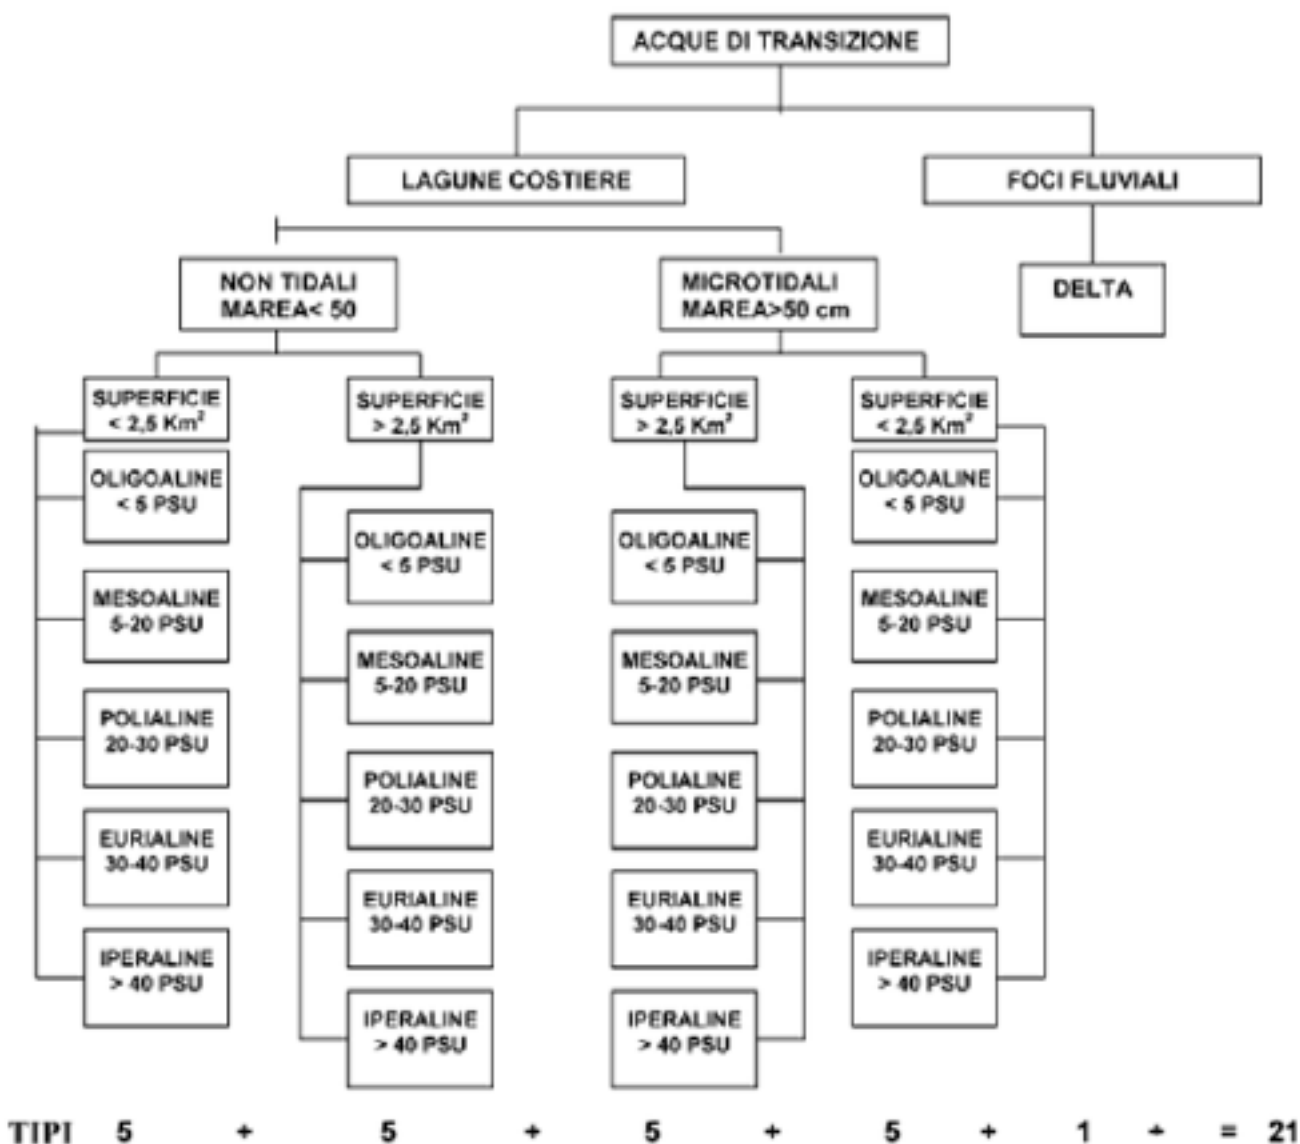 ACQUE DI TRANSIZIONE
LAGUNE COSTIERE
FOCI FLUVIALI
NON TIDALI
MAREA< 50
MICROTIDALI
MAREA>50 cm
DELTA
SUPERFICIE
< 2,5 Km²
OLIGOALINE
< 5 PSU
MESOALINE
5-20 PSU
POLIALINE
20-30 PSU
EURIALINE
30-40 PSU
IPERALINE
> 40 PSU
SUPERFICIE
> 2,5 Km²
OLIGOALINE
< 5 PSU
MESOALINE
5-20 PSU
POLIALINE
20-30 PSU
EURIALINE
30-40 PSU
IPERALINE
> 40 PSU
SUPERFICIE
> 2,5 Km²
OLIGOALINE
< 5 PSU
MESOALINE
5-20 PSU
POLIALINE
20-30 PSU
EURIALINE
30-40 PSU
IPERALINE
> 40 PSU
SUPERFICIE
< 2,5 Km²
OLIGOALINE
< 5 PSU
MESOALINE
5-20 PSU
POLIALINE
20-30 PSU
EURIALINE
30-40 PSU
IPERALINE
> 40 PSU
TIPI 5 + 5 + 5 + 5 + 1 + = 21